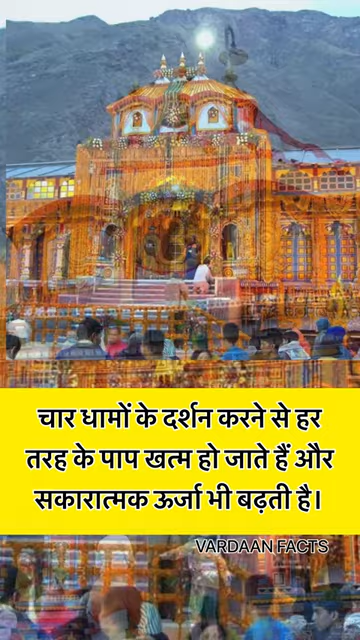 चार धामों के दर्शन करने से हर
तरह के पाप खत्म हो जाते हैं और
सकारात्मक ऊर्जा भी बढ़ती है।
VARDAAN FACTS